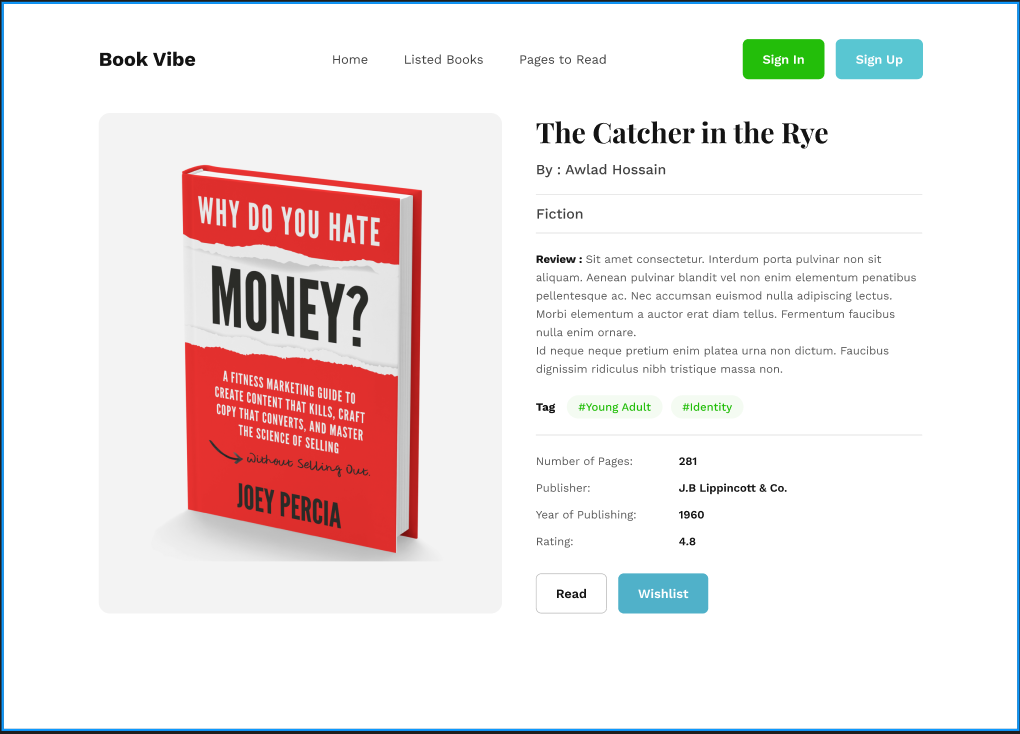 Book Vibe
Home
Listed Books
Pages to Read
Sign In
Sign Up
WHY DO YOU HATE
MONEY?
A FITNESS MARKETING GUIDE TO
CREATE CONTENT THAT KILLS, CRAFT
COPY THAT CONVERTS, AND MASTER
THE SCIENCE OF SELLING
without Selling Out.
JOEY PERCIA
The Catcher in the Rye
By : Awlad Hossain
Fiction
Review : Sit amet consectetur. Interdum porta pulvinar non sit
aliquam. Aenean pulvinar blandit vel non enim elementum penatibus
pellentesque ac. Nec accumsan euismod nulla adipiscing lectus.
Morbi elementum a auctor erat diam tellus. Fermentum faucibus
nulla enim ornare.
Id neque neque pretium enim platea urna non dictum. Faucibus
dignissim ridiculus nibh tristique massa non.
Tag #Young Adult #Identity
Number of Pages: 281
Publisher: J.B Lippincott & Co.
Year of Publishing: 1960
Rating: 4.8
Read
Wishlist